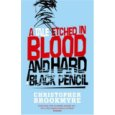 A TALE ETCHED IN
BLOOD
AND HARD
BLACK PENCIL
CHRISTOPHER
BROOKMYRE